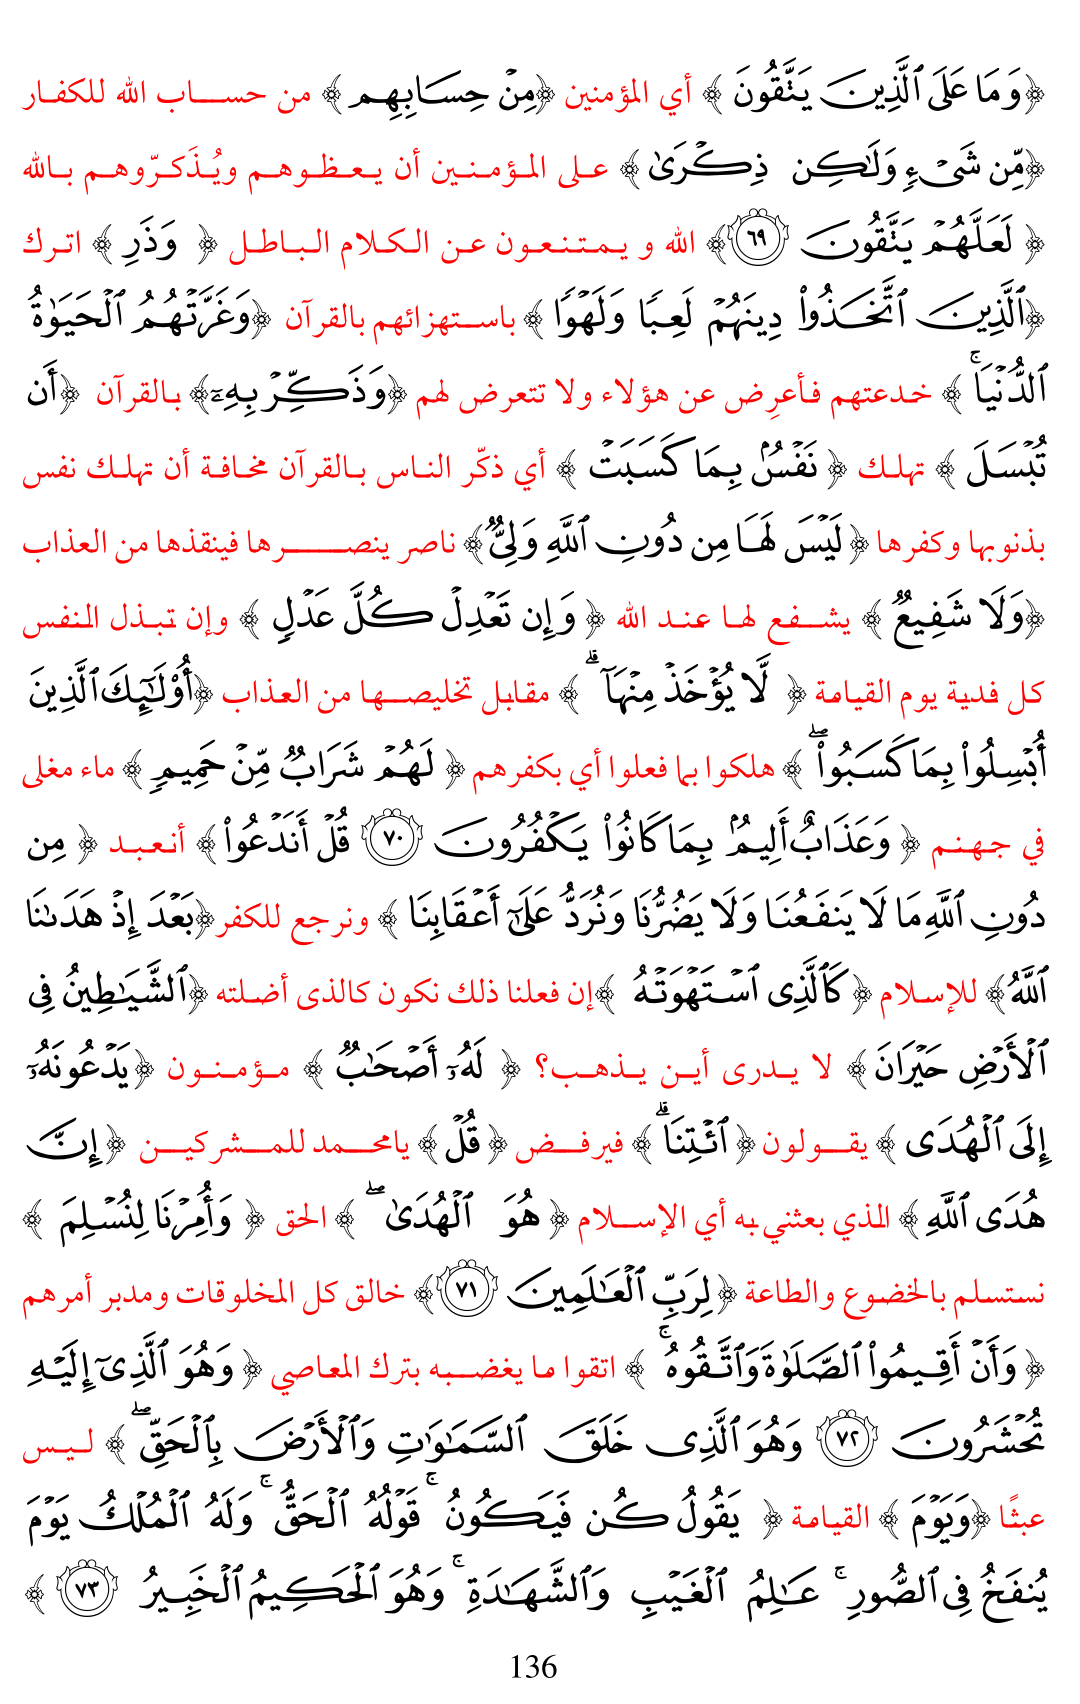 ﴿وَمَا عَلَى ٱلَّذِينَ يَتَّقُونَ ﴾ أي المؤمنين ﴿مِنۡ حِسَابِهِم ﴾ من حساب الله للكفار
﴿مِّن شَىۡءٖ وَلَٰكِن ذِكۡرَىٰ ﴾ على المؤمنين أن يعظوهم ويُذَكرّوهم بالله
﴿ لَعَلَّهُمۡ يَتَّقُونَ ٦٩﴾ الله و يمتنعون عن الكلام الباطل ﴿ وَذَرِ ﴾ اترك
﴿ٱلَّذِينَ ٱتَّخَذُواْ دِينَهُمۡ لَعِبٗا وَلَهۡوٗا ﴾ باستهزائهم بالقرآن ﴿وَغَرَّتۡهُمُ ٱلۡحَيَوٰةُ
ٱلدُّنۡيَاۚ ﴾ خدعتهم فأعرِض عن هؤلاء ولا تتعرض لهم ﴿وَذَكِّرۡ بِهِۦٓ﴾ بالقرآن ﴿أَن
تُبۡسَلَ ﴾ تهلك ﴿ نَفۡسُۢ بِمَا كَسَبَتۡ ﴾ أي ذكّر الناس بالقرآن مخافة أن تهلك نفس
بذنوبها وكفرها ﴿لَيۡسَ لَهَا مِن دُونِ ٱللَّهِ وَلِيّٞ﴾ ناصر ينصرها فينقذها من العذاب
﴿وَلَا شَفِيعٞ ﴾ يشفع لها عند الله ﴿ وَإِن تَعۡدِلۡ كُلَّ عَدۡلٖ ﴾ وإن تبذل النفس
كل فدية يوم القيامة ﴿ لَّا يُؤۡخَذۡ مِنۡهَآۗ ﴾ مقابل تخليصها من العذاب ﴿أُوْلَٰٓئِكَ ٱلَّذِينَ
أُبۡسِلُواْ بِمَا كَسَبُواْۖ ﴾ هلكوا بما فعلوا أي بكفرهم ﴿ لَهُمۡ شَرَابٞ مِّنۡ حَمِيمٖ ﴾ ماء مغلى
في جهنم ﴿ وَعَذَابٌ أَلِيمُۢ بِمَا كَانُواْ يَكۡفُرُونَ ٧٠ قُلۡ أَنَدۡعُواْ﴾ أنعبد ﴿ مِن
دُونِ ٱللَّهِ مَا لَا يَنفَعُنَا وَلَا يَضُرُّنَا وَنُرَدُّ عَلَىٰٓ أَعۡقَابِنَا ﴾ ونرجع للكفر ﴿بَعۡدَ إِذۡ هَدَىٰنَا
ٱللَّهُ﴾ للإسلام ﴿كَٱلَّذِى ٱسۡتَهۡوَتۡهُ ﴾إن فعلنا ذلك نكون كالذى أضلته ﴿ٱلشَّيَٰطِينُ فِى
ٱلۡأَرۡضِ حَيۡرَانَ ﴾ لا يدرى أين يذهب؟ ﴿ لَهُۥٓ أَصۡحَٰبٞ ﴾ مؤمنون ﴿يَدۡعُونَهُۥٓ
إِلَى ٱلۡهُدَى ﴾ يقولون ﴿ٱئۡتِنَاۗ ﴾ فيرفض ﴿قُلۡ ﴾ يامحمد للمشركين ﴿إِنَّ
هُدَى ٱللَّهِ ﴾ الذي بعثني به أي الإسلام ﴿ هُوَ ٱلۡهُدَىٰۖ ﴾ الحق ﴿ وَأُمِرۡنَا لِنُسۡلِمَ ﴾
نستسلم بالخضوع والطاعة ﴿لِرَبِّ ٱلۡعَٰلَمِينَ ٧١﴾ خالق كل المخلوقات ومدبر أمرهم
﴿ وَأَنۡ أَقِيمُواْ ٱلصَّلَوٰةَ وَٱتَّقُوهُۚ ﴾ اتقوا ما يغضبه بترك المعاصي ﴿ وَهُوَ ٱلَّذِىٓ إِلَيۡهِ
تُحۡشَرُونَ ٧٢ وَهُوَ ٱلَّذِى خَلَقَ ٱلسَّمَٰوَٰتِ وَٱلۡأَرۡضَ بِٱلۡحَقِّۖ ﴾ ليس
عبثًا ﴿وَيَوۡمَ ﴾ القيامة ﴿ يَقُولُ كُن فَيَكُونُۚ قَوۡلُهُ ٱلۡحَقُّۚ وَلَهُ ٱلۡمُلۡكُ يَوۡمَ
يُنفَخُ فِى ٱلصُّورِۚ عَٰلِمُ ٱلۡغَيۡبِ وَٱلشَّهَٰدَةِۚ وَهُوَ ٱلۡحَكِيمُ ٱلۡخَبِيرُ ٧٣ ﴾
136